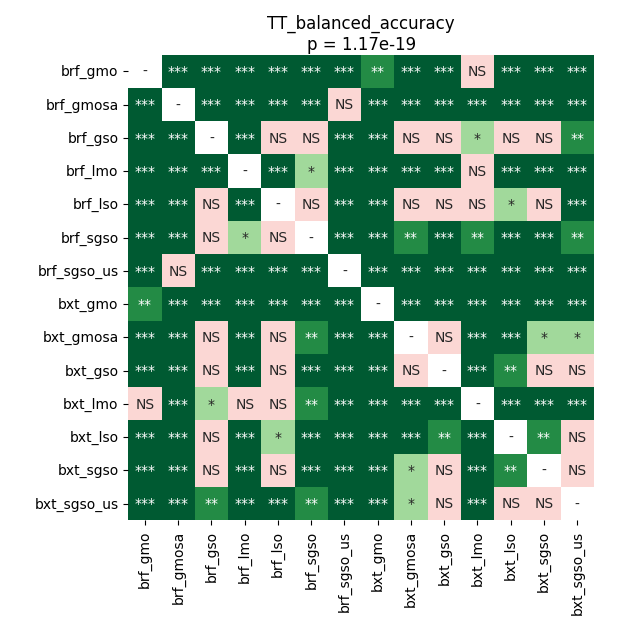 TT_balanced_accuracy
p = 1.17e-19
brf_gmo - *** *** *** *** *** *** ** *** *** NS *** *** ***
brf_gmosa *** - *** *** *** *** NS *** *** *** *** *** *** ***
brf_gso *** *** - *** NS NS *** *** NS NS * NS NS **
brf_lmo *** *** *** - *** * *** *** *** *** NS *** *** ***
brf_lso *** *** NS *** - NS *** *** NS NS NS * NS ***
brf_sgso *** *** NS * NS - *** *** ** *** ** *** *** **
brf_sgso_us *** NS *** *** *** *** - *** *** *** *** *** *** ***
bxt_gmo ** *** *** *** *** *** *** - *** *** *** *** *** ***
bxt_gmosa *** *** NS *** NS ** *** *** - NS *** *** * *
bxt_gso *** *** NS *** NS *** *** *** NS - *** ** NS NS
bxt_lmo NS *** * NS NS ** *** *** *** *** - *** *** ***
bxt_lso *** *** NS *** * *** *** *** *** ** *** - ** NS
bxt_sgso *** *** NS *** NS *** *** *** * NS *** ** - NS
bxt_sgso_us *** *** ** *** *** ** *** *** * NS *** NS NS -
brf_gmo
brf_gmosa
brf_gso
brf_lmo
brf_lso
brf_sgso
brf_sgso_us
bxt_gmo
bxt_gmosa
bxt_gso
bxt_lmo
bxt_lso
bxt_sgso
bxt_sgso_us